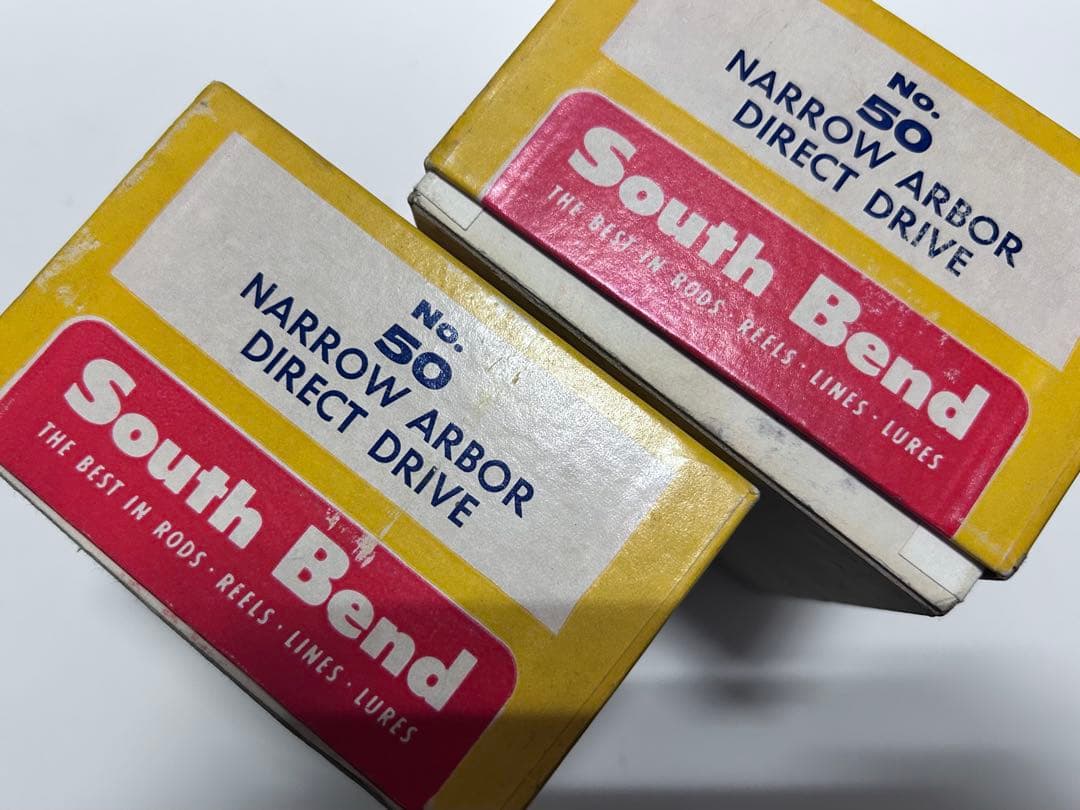 No.
50
NARROW ARBOR
DIRECT DRIVE
South Bend
THE BEST IN RODS · REELS · LINES · LURES
No.
50
NARROW ARBOR
DIRECT DRIVE
South Bend
THE BEST IN RODS · REELS · LINES · LURES